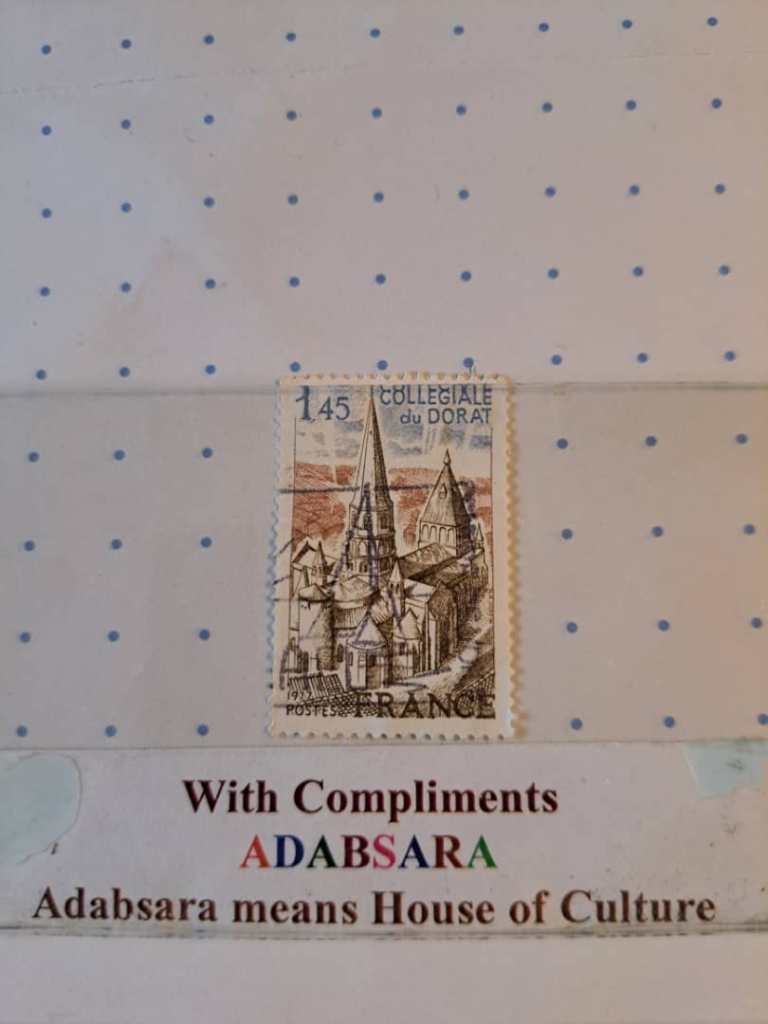 1,45
COLLEGIALE
du DORAT
POSTES FRANCE
With Compliments
ADABSARA
Adabsara means House of Culture